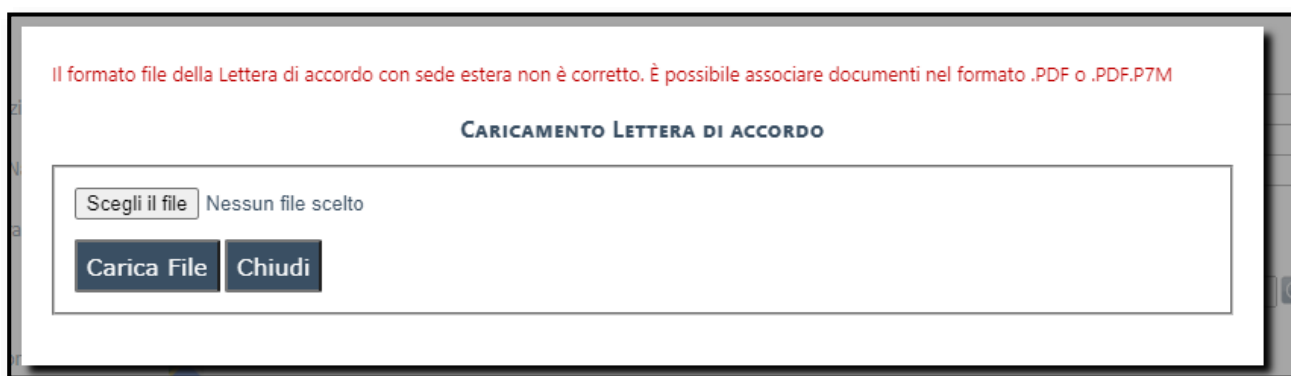 Il formato file della Lettera di accordo con sede estera non è corretto. È possibile associare documenti nel formato .PDF o .PDF.P7M
Caricamento Lettera di accordo
Scegli il file Nessun file scelto
Carica File Chiudi